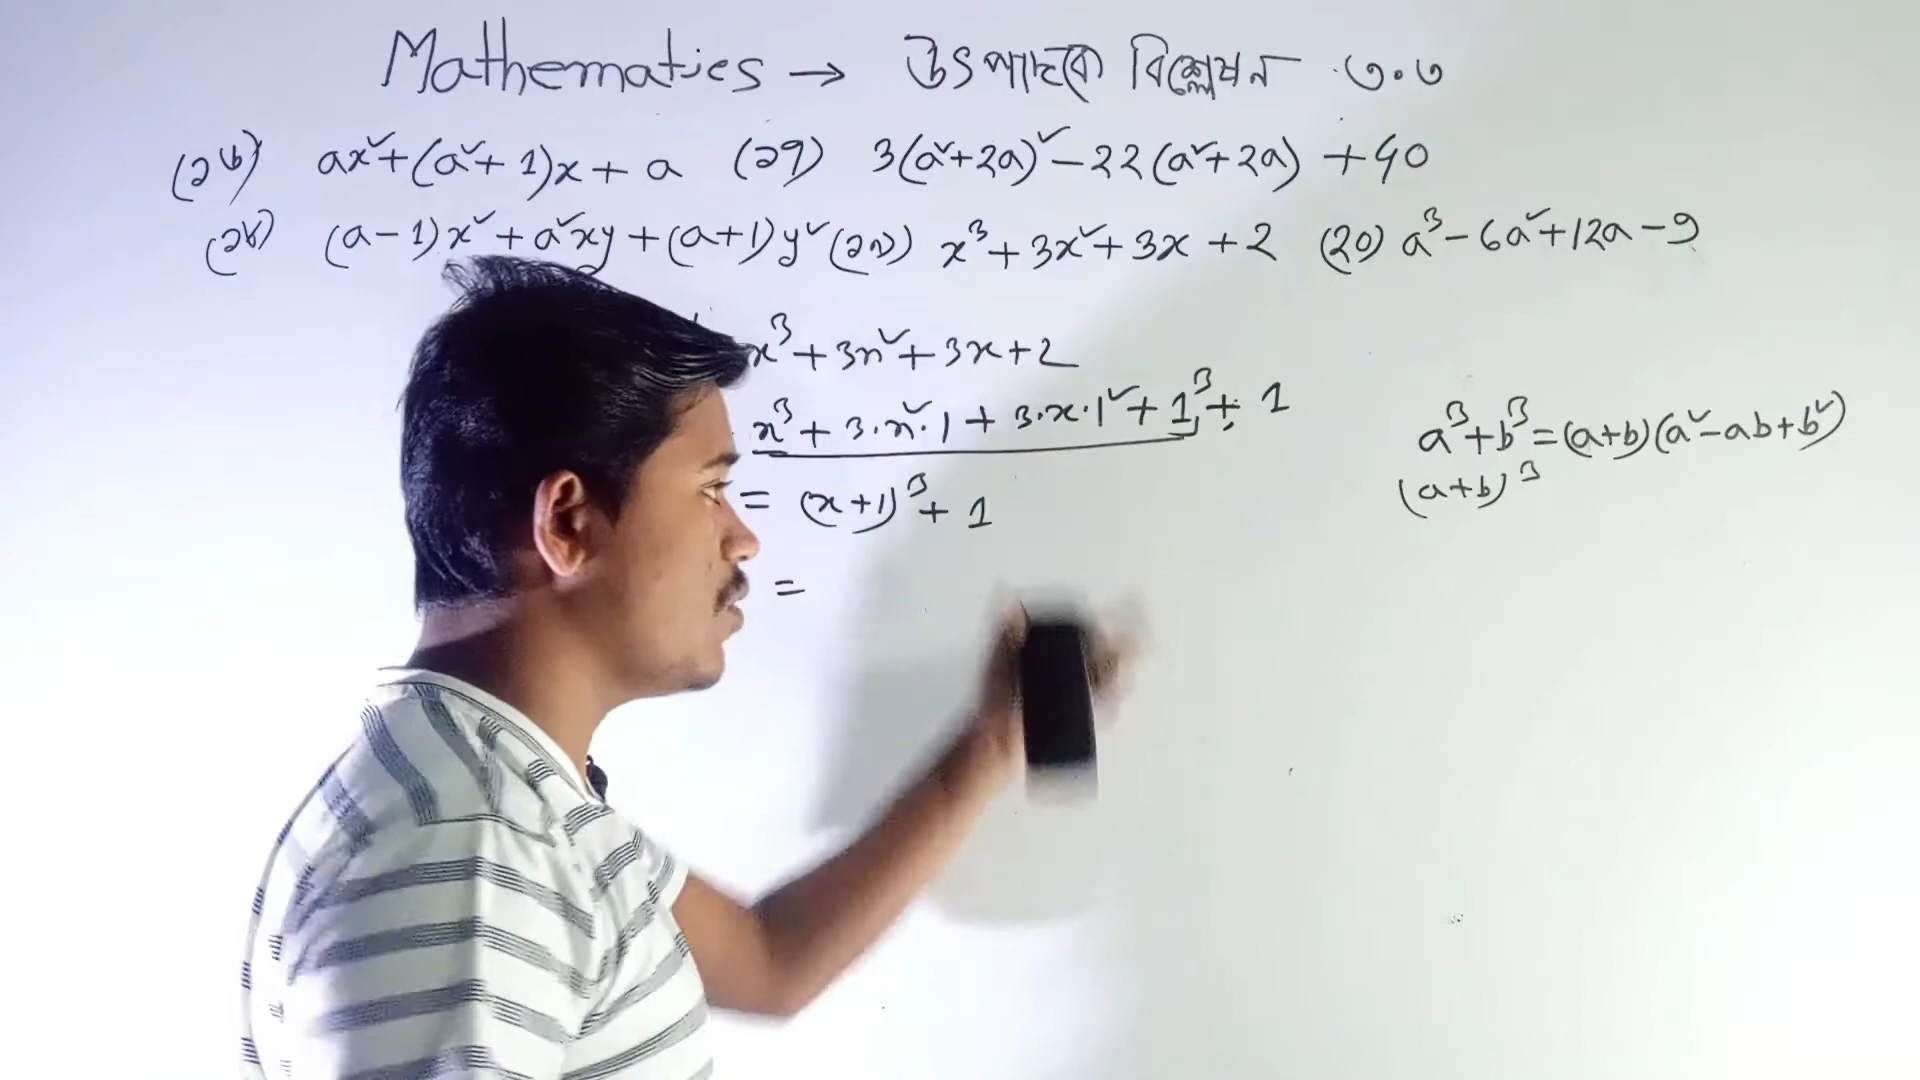 Mathematics → উৎপাদকে বিশ্লেষন ৩.৩
(২৬) ax²+(a²+1)x+a (২৭) 3(a²+2a)²-22(a²+2a)+40
(২৮) (a-1)x²+a²xy+(a+1)y² (২৯) x³+3x²+3x+2 (৩০) a³-6a²+12a-9
x³+3x²+3x+2
x³+3.x².1+3.x.1²+1³+1
= (x+1)³+1
=
a³+b³=(a+b)(a²-ab+b²)
(a+b)³